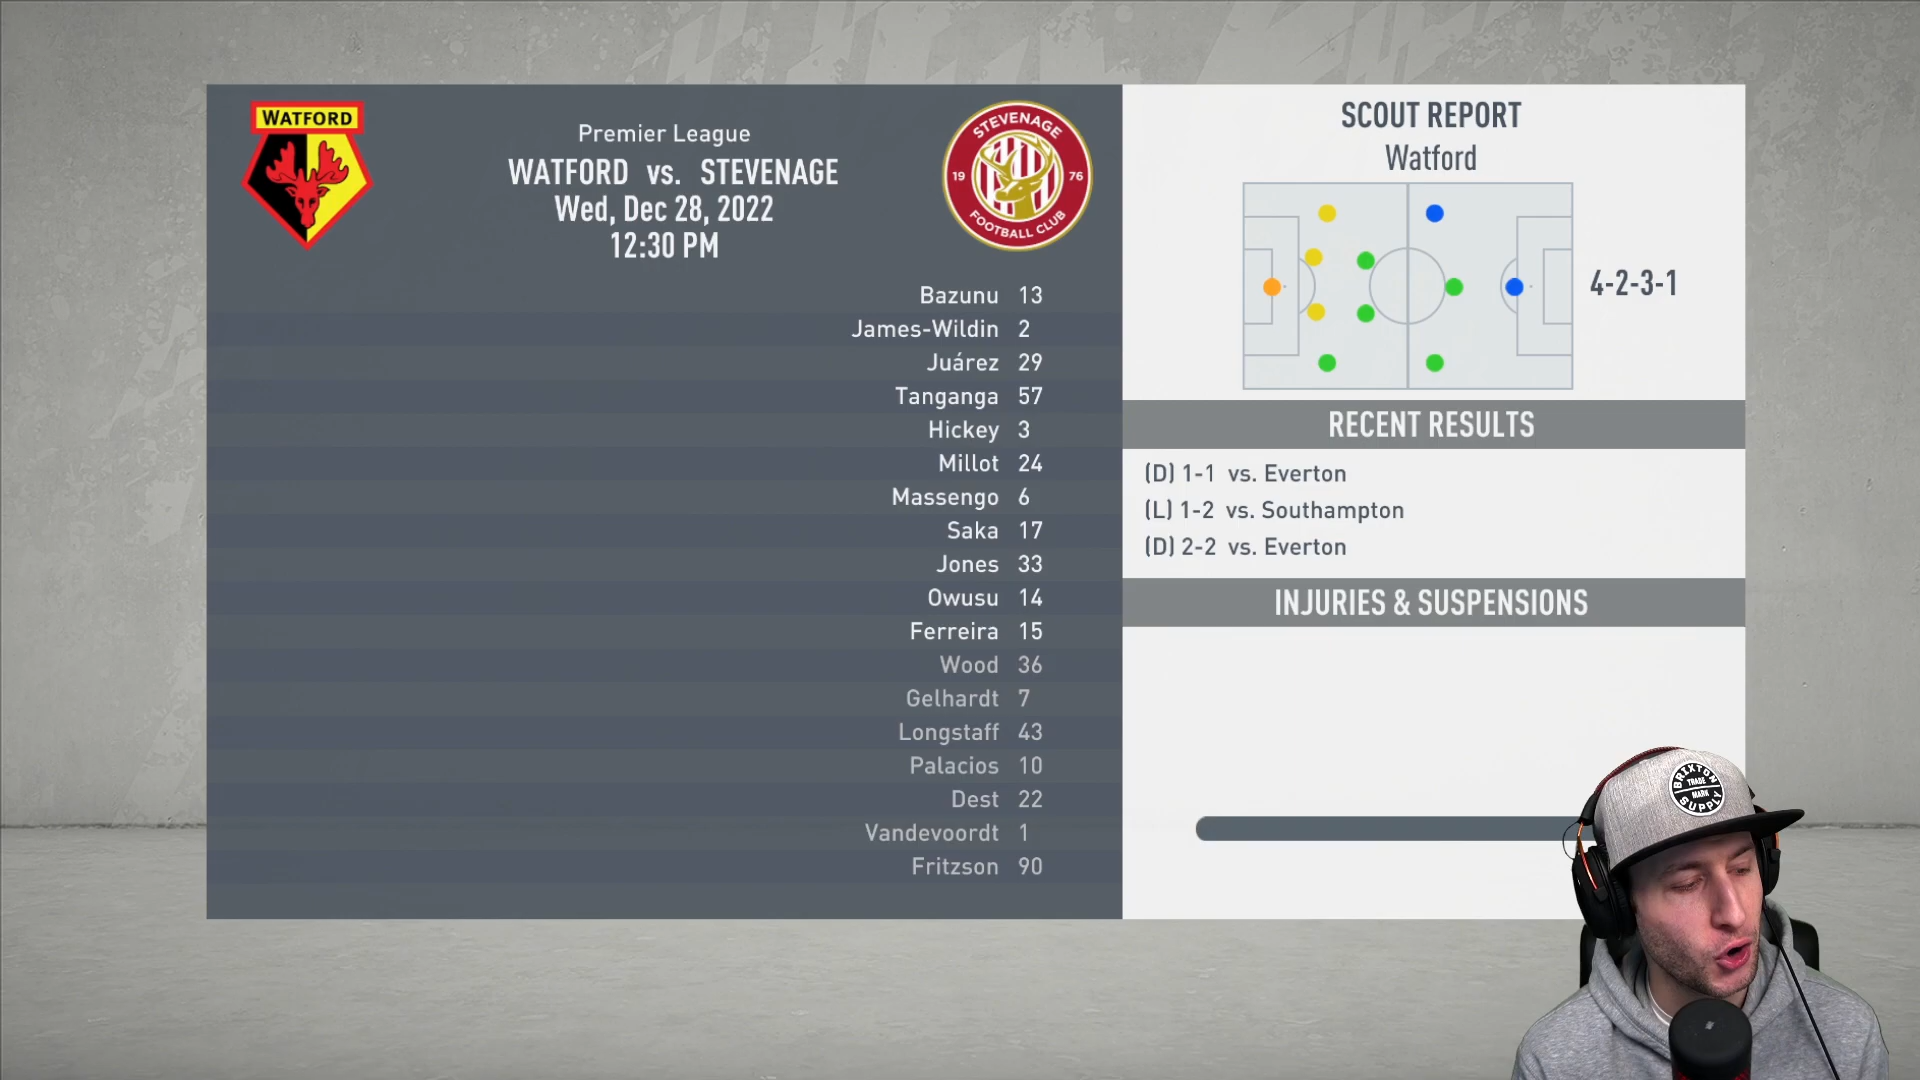 WATFORD
Premier League
WATFORD vs. STEVENAGE
Wed, Dec 28, 2022
12:30 PM
STEVENAGE
19 76
FOOTBALL CLUB
Bazunu 13
James-Wildin 2
Juárez 29
Tanganga 57
Hickey 3
Millot 24
Massengo 6
Saka 17
Jones 33
Owusu 14
Ferreira 15
Wood 36
Gelhardt 7
Longstaff 43
Palacios 10
Dest 22
Vandevoordt 1
Fritzson 90
SCOUT REPORT
Watford
4-2-3-1
RECENT RESULTS
(D) 1-1 vs. Everton
(L) 1-2 vs. Southampton
(D) 2-2 vs. Everton
INJURIES & SUSPENSIONS
BRIXTON
TRADE
MARK
SUPPLY